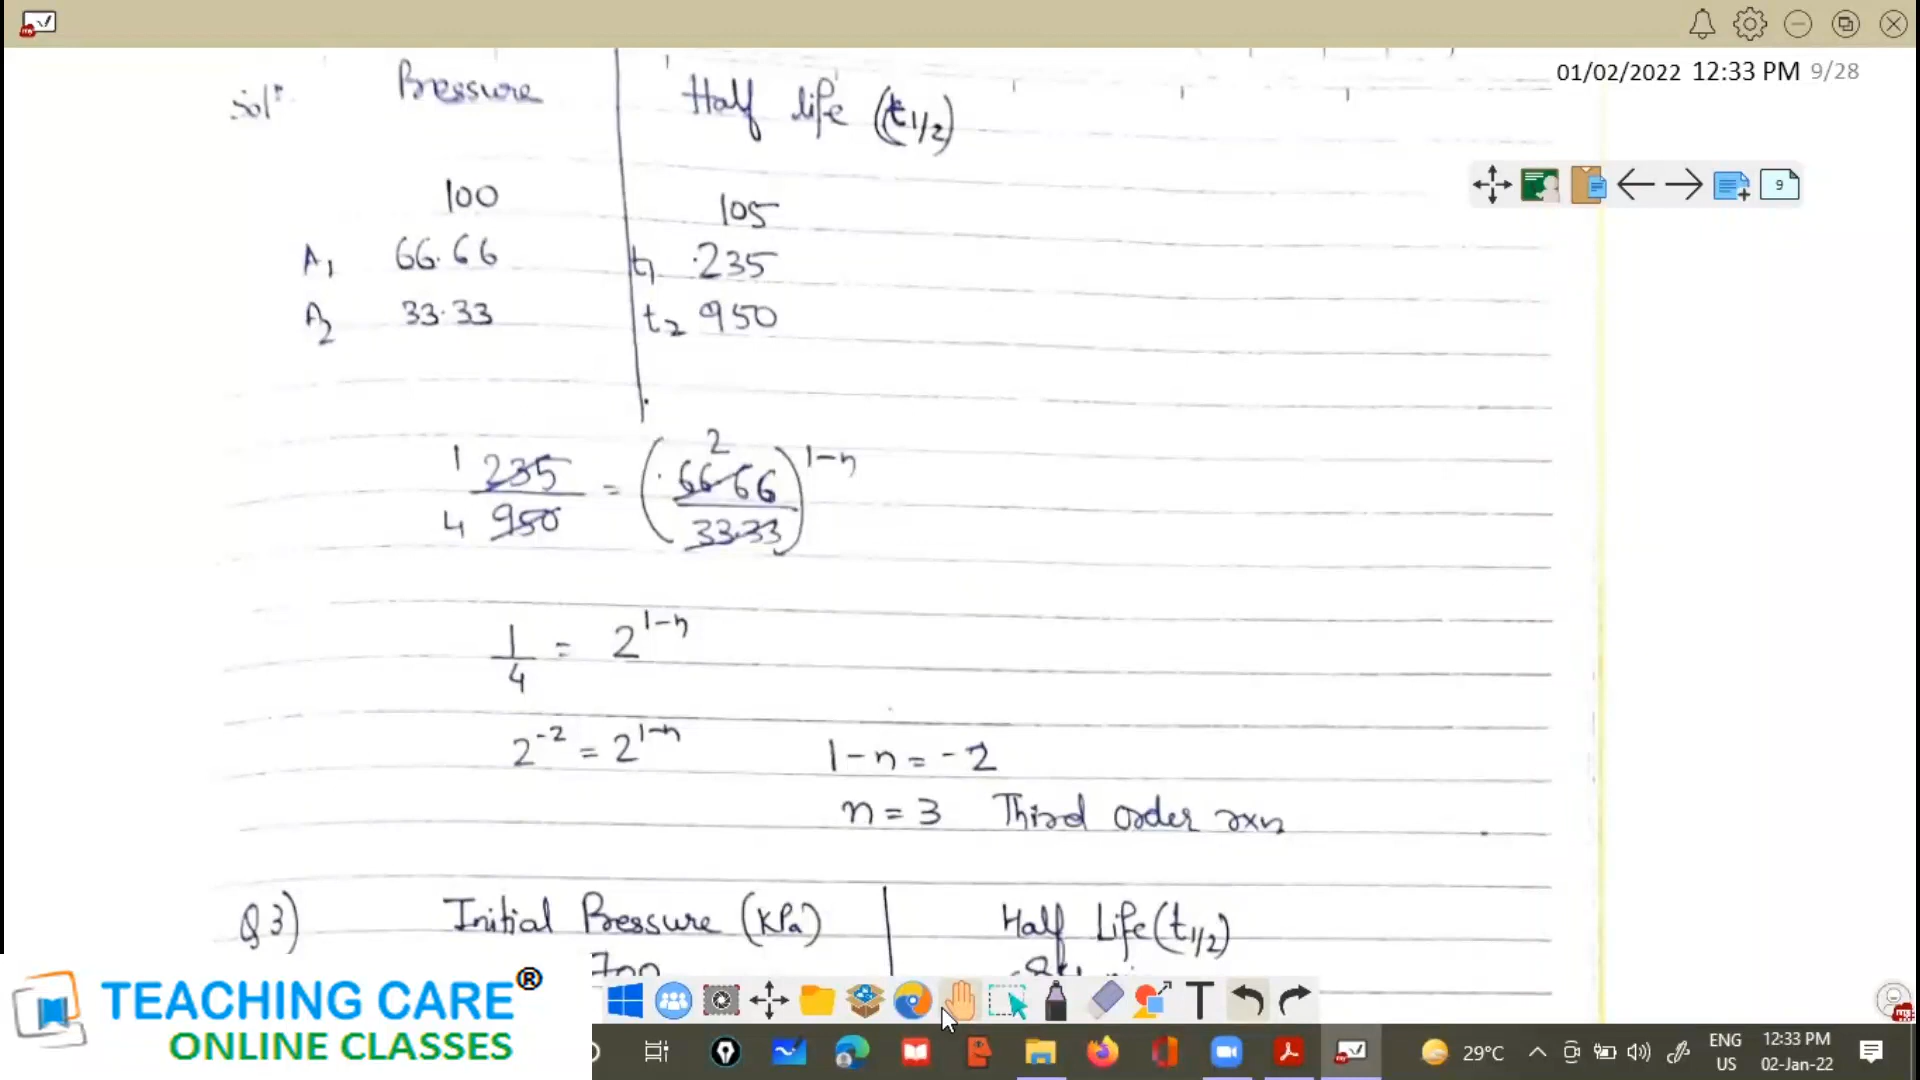 01/02/2022 12:33 PM 9/28
Solⁿ Pressure Half life (t1/2)
100 105
A1 66.66 t1 235
A2 33.33 t2 950
1 235 / 4 950 = (2 66.66 / 33.33)^1-n
1/4 = 2^1-n
2^-2 = 2^1-n 1-n = -2
n = 3 Third order rxn
Q3) Initial Pressure (kPa) Half Life (t1/2)
700
9
TEACHING CARE®
ONLINE CLASSES
T
29°C
ENG
US
12:33 PM
02-Jan-22